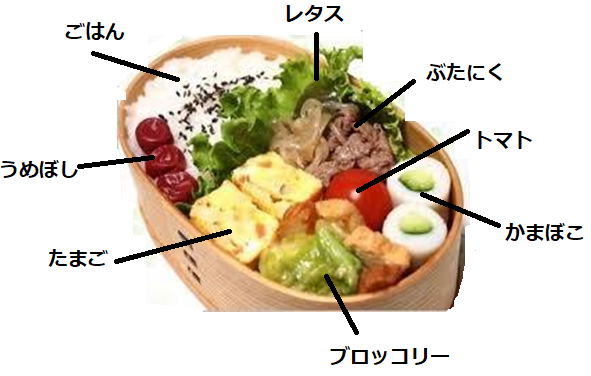 レタス
ごはん
ぶたにく
トマト
うめぼし
かまぼこ
たまご
ブロッコリー